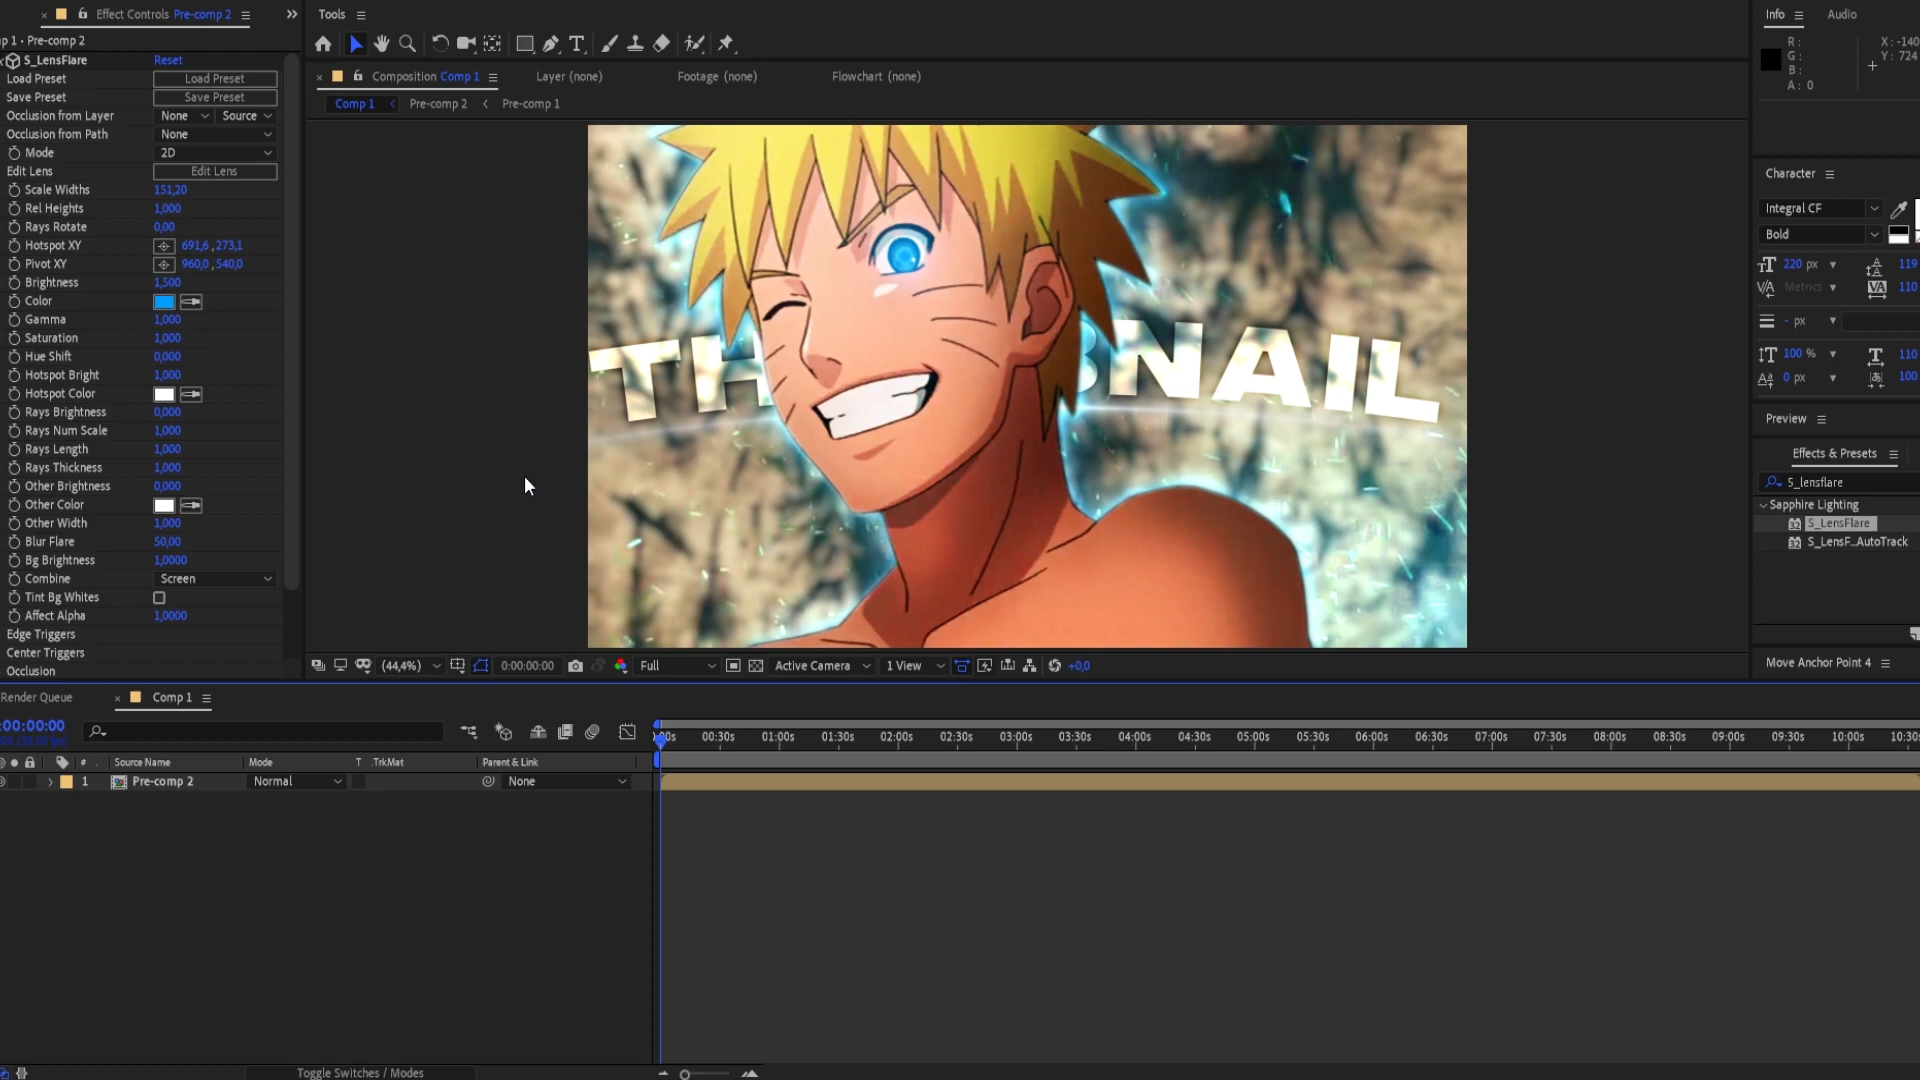 Effect Controls Pre-comp 2
p 1 • Pre-comp 2
S_LensFlare Reset
Load Preset Load Preset
Save Preset Save Preset
Occlusion from Layer None Source
Occlusion from Path None
Mode 2D
Edit Lens Edit Lens
Scale Widths 151,20
Rel Heights 1,000
Rays Rotate 0,00
Hotspot XY 691,6 ,273,1
Pivot XY 960,0 ,540,0
Brightness 1,500
Color
Gamma 1,000
Saturation 1,000
Hue Shift 0,000
Hotspot Bright 1,000
Hotspot Color
Rays Brightness 0,000
Rays Num Scale 1,000
Rays Length 1,000
Rays Thickness 1,000
Other Brightness 0,000
Other Color
Other Width 1,000
Blur Flare 50,00
Bg Brightness 1,0000
Combine Screen
Tint Bg Whites
Affect Alpha 1,0000
Edge Triggers
Center Triggers
Occlusion
Tools
Composition Comp 1 Layer (none) Footage (none) Flowchart (none)
Comp 1 < Pre-comp 2 < Pre-comp 1
TH BNAIL
(44,4%) 0:00:00:00 Full Active Camera 1 View +0,0
Info Audio
R :
G :
B :
A : 0
X : -140
Y : 724
Character
Integral CF
Bold
220 px 119
Metrics 110
- px
100 % 110
0 px 100
Preview
Effects & Presets
S_lensflare
Sapphire Lighting
S_LensFlare
S_LensF..AutoTrack
Move Anchor Point 4
Render Queue Comp 1
:00:00:00
# Source Name Mode T .TrkMat Parent & Link
1 Pre-comp 2 Normal None
00s 00:30s 01:00s 01:30s 02:00s 02:30s 03:00s 03:30s 04:00s 04:30s 05:00s 05:30s 06:00s 06:30s 07:00s 07:30s 08:00s 08:30s 09:00s 09:30s 10:00s 10:30s
Toggle Switches / Modes